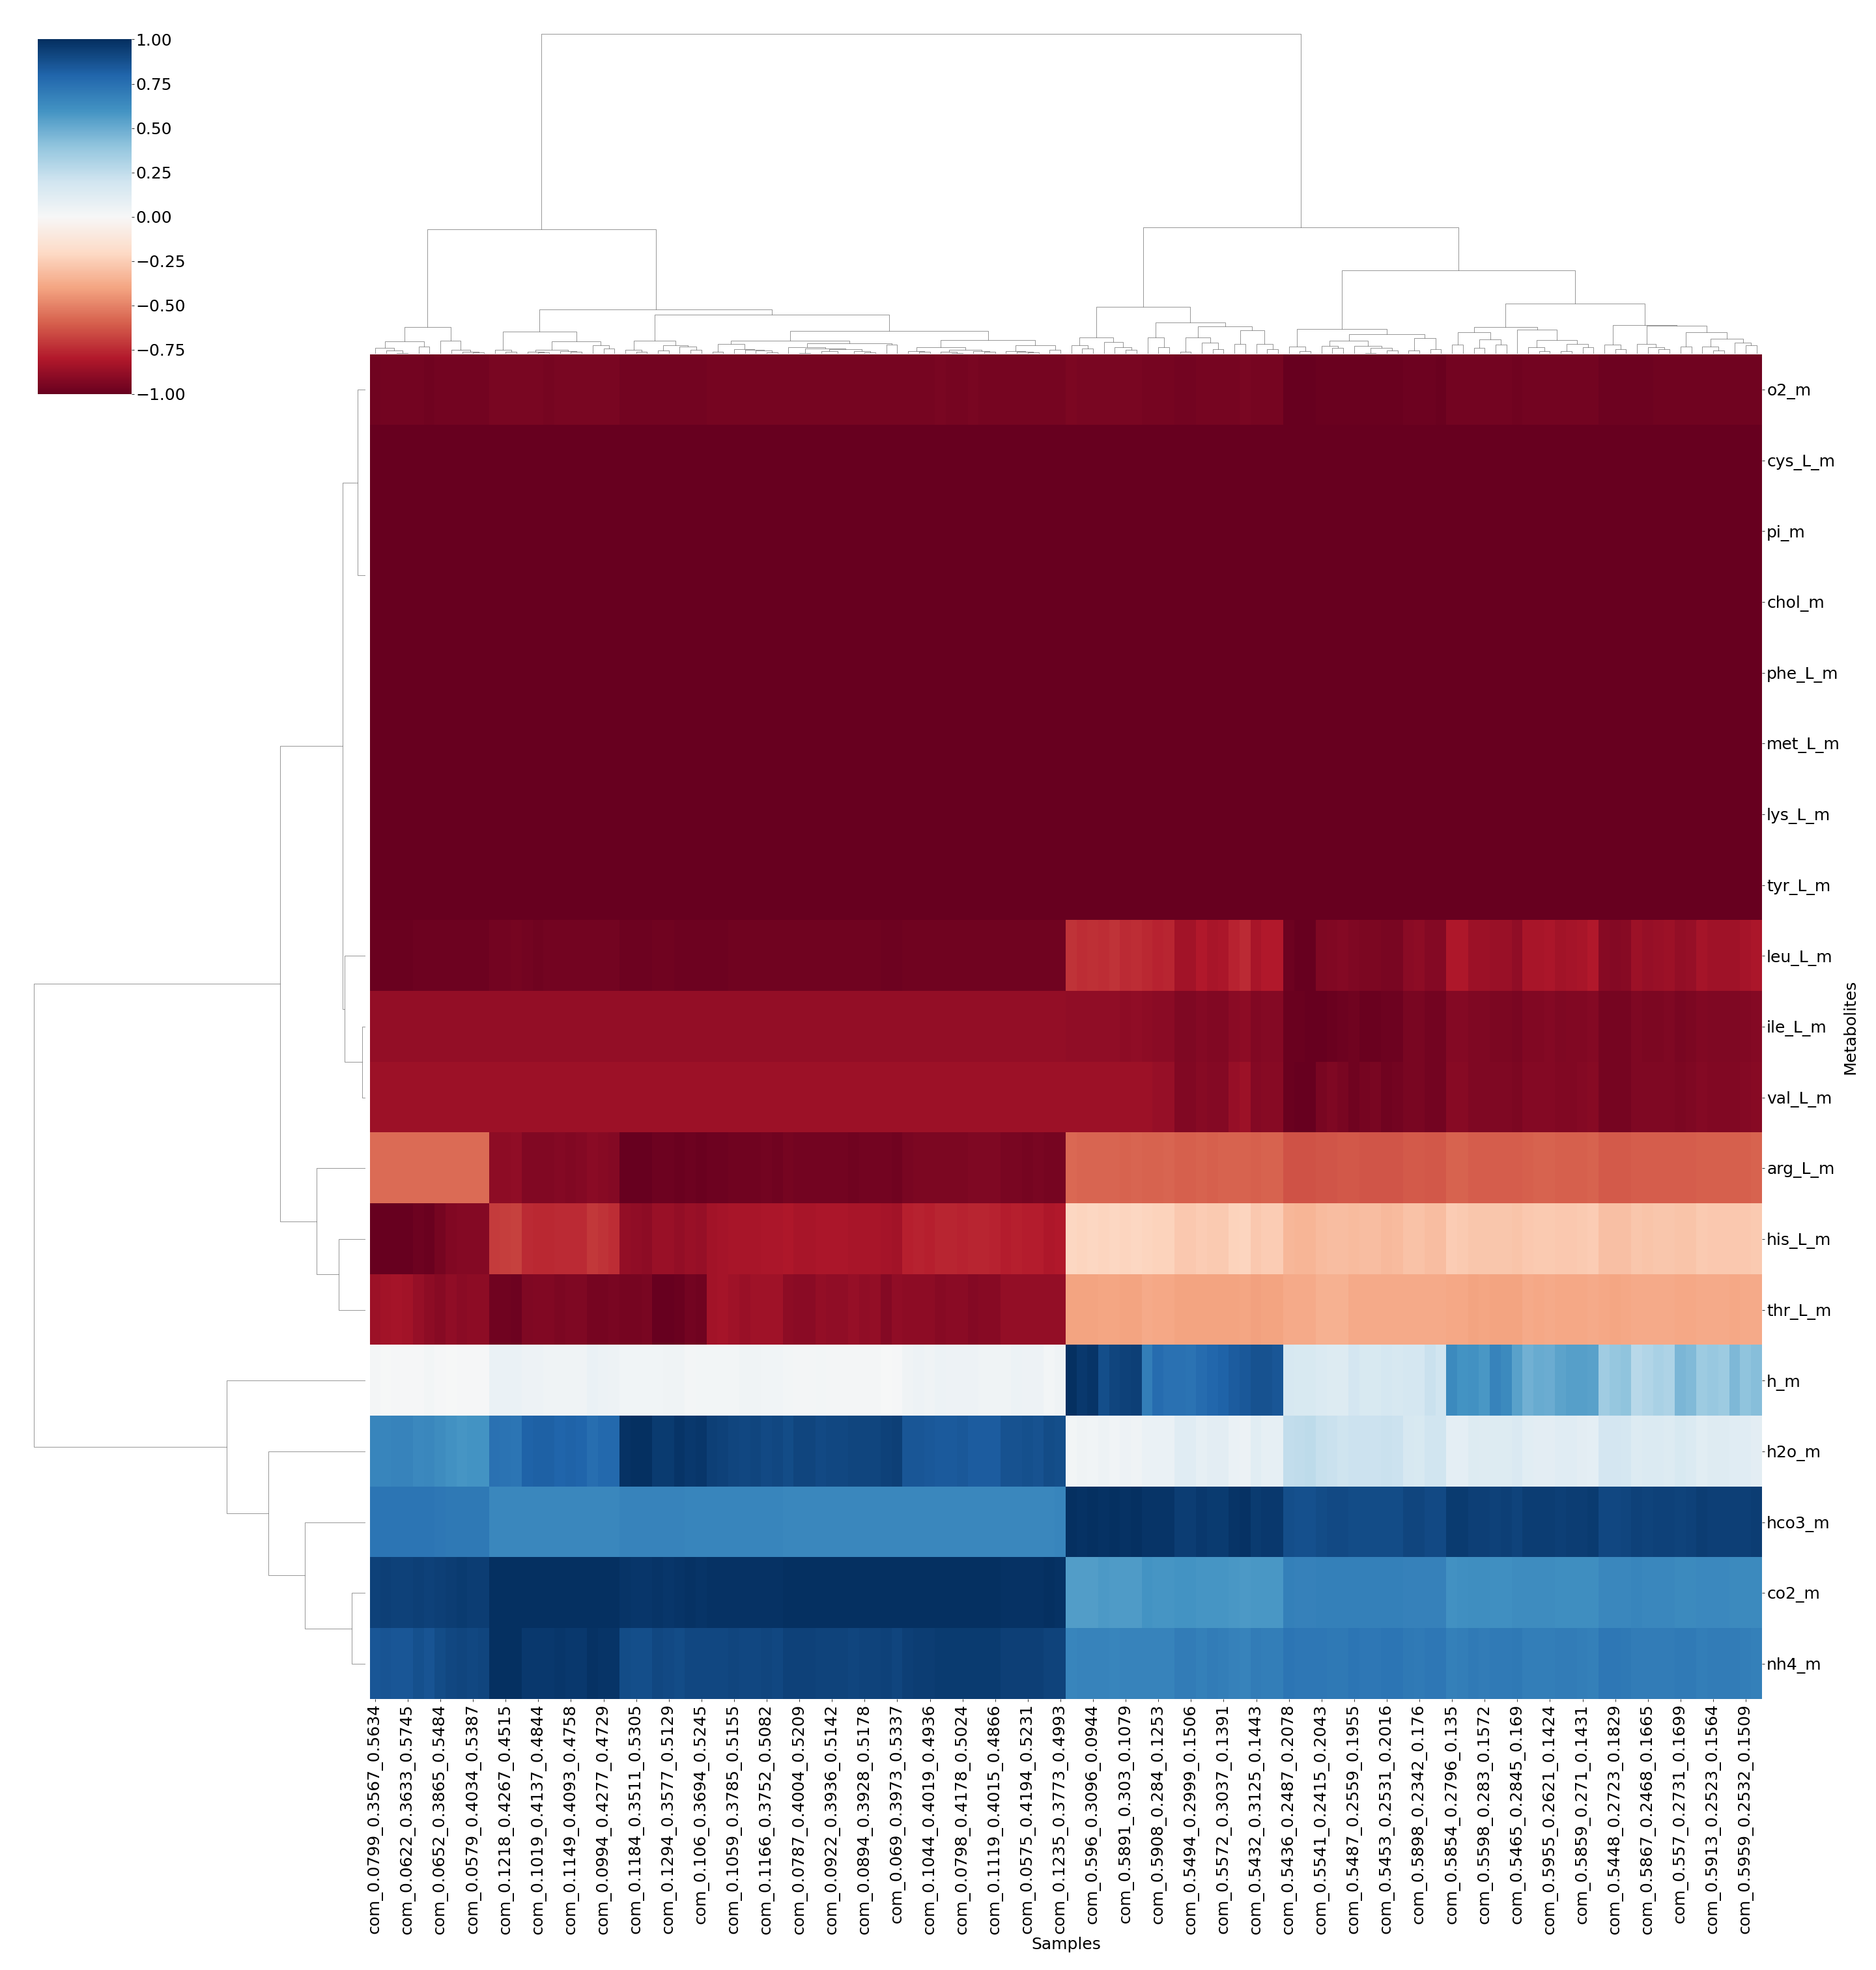 1.00
0.75
0.50
0.25
0.00
−0.25
−0.50
−0.75
−1.00
o2_m
cys_L_m
pi_m
chol_m
phe_L_m
met_L_m
lys_L_m
tyr_L_m
leu_L_m
ile_L_m
val_L_m
arg_L_m
his_L_m
thr_L_m
h_m
h2o_m
hco3_m
co2_m
nh4_m
Metabolites
com_0.0799_0.3567_0.5634
com_0.0622_0.3633_0.5745
com_0.0652_0.3865_0.5484
com_0.0579_0.4034_0.5387
com_0.1218_0.4267_0.4515
com_0.1019_0.4137_0.4844
com_0.1149_0.4093_0.4758
com_0.0994_0.4277_0.4729
com_0.1184_0.3511_0.5305
com_0.1294_0.3577_0.5129
com_0.106_0.3694_0.5245
com_0.1059_0.3785_0.5155
com_0.1166_0.3752_0.5082
com_0.0787_0.4004_0.5209
com_0.0922_0.3936_0.5142
com_0.0894_0.3928_0.5178
com_0.069_0.3973_0.5337
com_0.1044_0.4019_0.4936
com_0.0798_0.4178_0.5024
com_0.1119_0.4015_0.4866
com_0.0575_0.4194_0.5231
com_0.1235_0.3773_0.4993
com_0.596_0.3096_0.0944
com_0.5891_0.303_0.1079
com_0.5908_0.284_0.1253
com_0.5494_0.2999_0.1506
com_0.5572_0.3037_0.1391
com_0.5432_0.3125_0.1443
com_0.5436_0.2487_0.2078
com_0.5541_0.2415_0.2043
com_0.5487_0.2559_0.1955
com_0.5453_0.2531_0.2016
com_0.5898_0.2342_0.176
com_0.5854_0.2796_0.135
com_0.5598_0.283_0.1572
com_0.5465_0.2845_0.169
com_0.5955_0.2621_0.1424
com_0.5859_0.271_0.1431
com_0.5448_0.2723_0.1829
com_0.5867_0.2468_0.1665
com_0.557_0.2731_0.1699
com_0.5913_0.2523_0.1564
com_0.5959_0.2532_0.1509
Samples